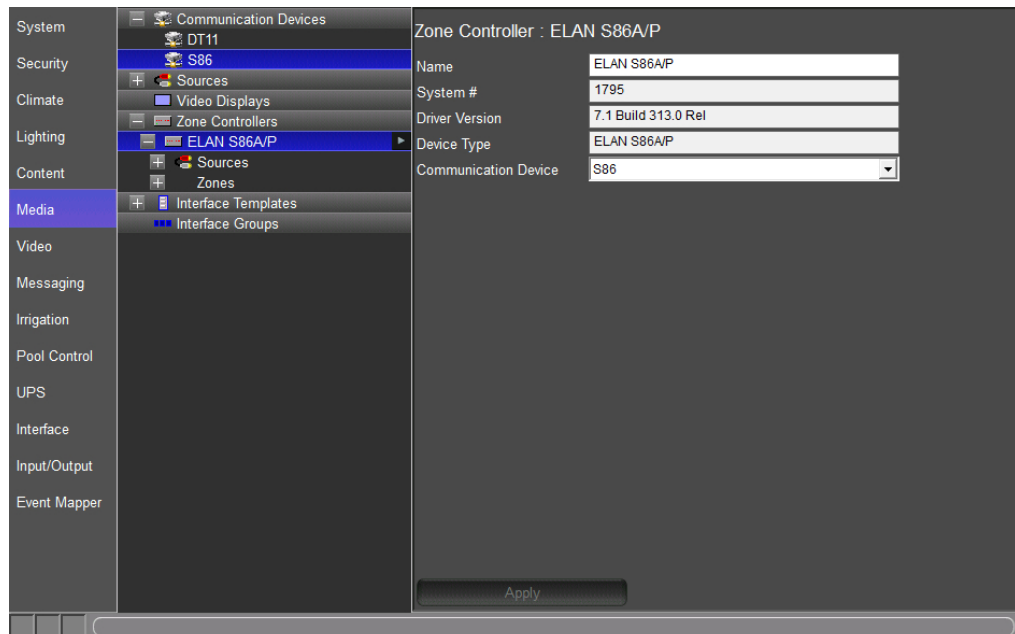 System
Security
Climate
Lighting
Content
Media
Video
Messaging
Irrigation
Pool Control
UPS
Interface
Input/Output
Event Mapper
Communication Devices
DT11
S86
Sources
Video Displays
Zone Controllers
ELAN S86A/P
Sources
Zones
Interface Templates
Interface Groups
Zone Controller : ELAN S86A/P
Name ELAN S86A/P
System # 1795
Driver Version 7.1 Build 313.0 Rel
Device Type ELAN S86A/P
Communication Device S86
Apply